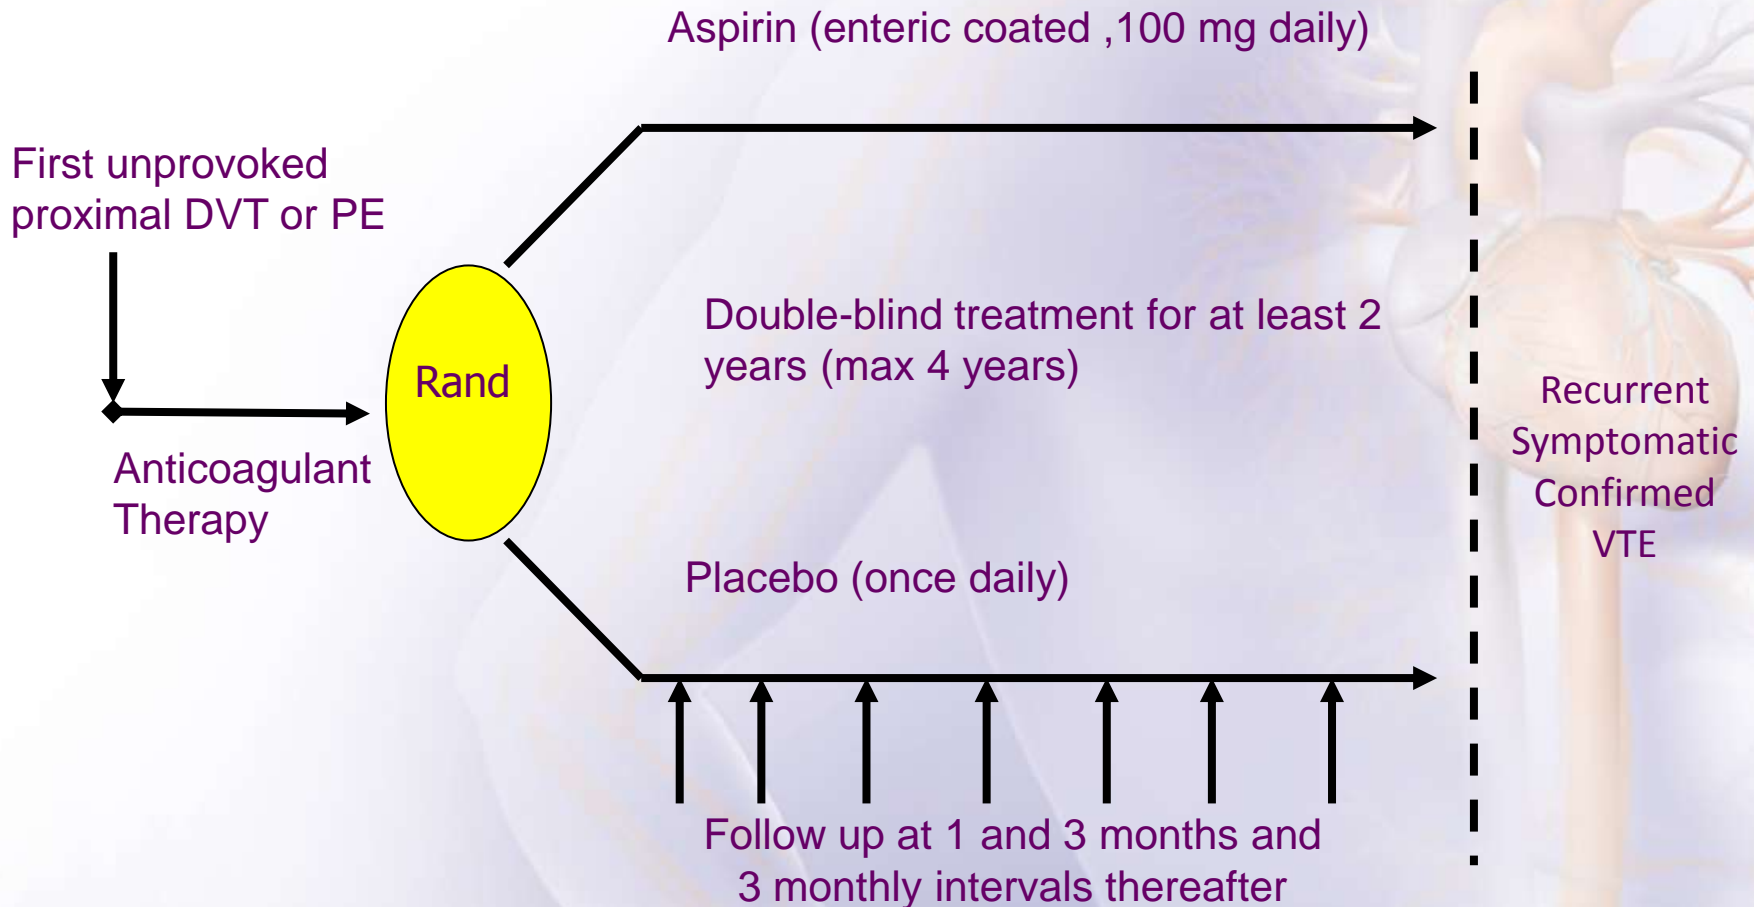 Aspirin (enteric coated ,100 mg daily)
First unprovoked
proximal DVT or PE
Double-blind treatment for at least 2
years (max 4 years)
Rand
Recurrent
Symptomatic
Confirmed
VTE
Anticoagulant
Therapy
Placebo (once daily)
Follow up at 1 and 3 months and
3 monthly intervals thereafter